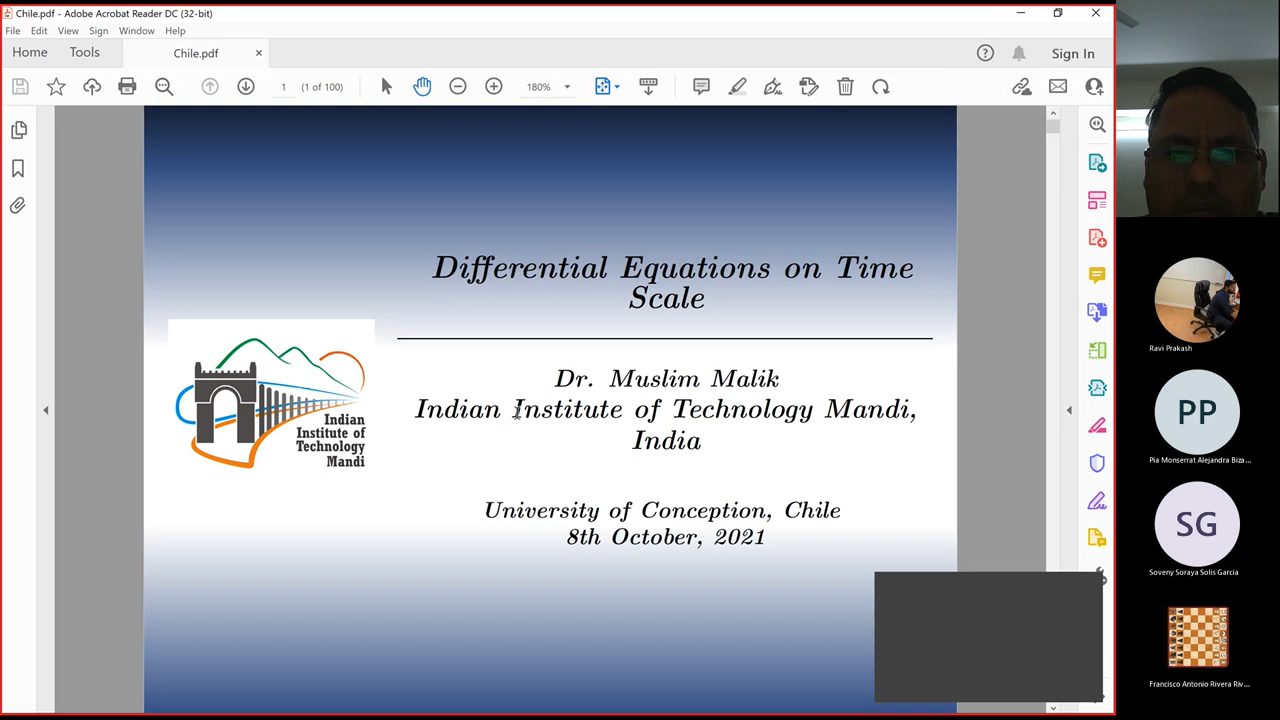 Chile.pdf - Adobe Acrobat Reader DC (32-bit)
File Edit View Sign Window Help
Home Tools Chile.pdf × Sign In
1 (1 of 100) 180%
Differential Equations on Time
Scale
Dr. Muslim Malik
Indian Institute of Technology Mandi,
India
University of Conception, Chile
8th October, 2021
Indian
Institute of
Technology
Mandi
Ravi Prakash
PP
Pia Monserrat Alejandra Biza...
SG
Soveny Soraya Solis Garcia
Francisco Antonio Rivera Riv...